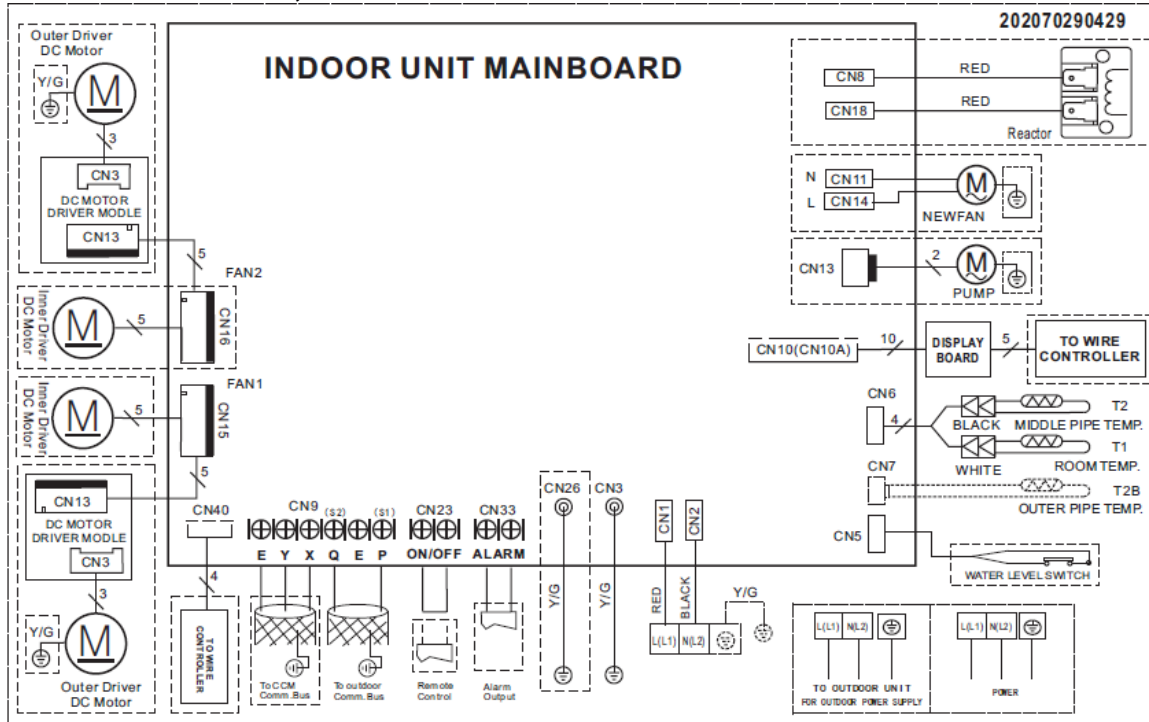 202070290429
INDOOR UNIT MAINBOARD
Outer Driver
DC Motor
Y/G
M
3
CN3
DC MOTOR
DRIVER MODLE
CN13
5
FAN2
Inner Driver
DC Motor
M
5
CN16
FAN1
Inner Driver
DC Motor
M
5
CN15
5
CN13
DC MOTOR
DRIVER MODLE
CN3
3
Y/G
M
Outer Driver
DC Motor
CN8
RED
CN18
RED
Reactor
N
CN11
L
CN14
M
NEWFAN
CN13
2
M
PUMP
CN10(CN10A)
10
DISPLAY
BOARD
5
TO WIRE
CONTROLLER
CN6
4
BLACK
T2
MIDDLE PIPE TEMP.
WHITE
T1
ROOM TEMP.
CN7
T2B
OUTER PIPE TEMP.
CN5
WATER LEVEL SWITCH
CN40
4
TO WIRE
CONTROLLER
CN9 (S2) (S1)
E Y X Q E P
To CCM
Comm.Bus
To outdoor
Comm.Bus
CN23
ON/OFF
Remote
Control
CN33
ALARM
Alarm
Output
CN26
Y/G
CN3
Y/G
CN1
CN2
RED
BLACK
Y/G
L(L1) N(L2)
L(L1) N(L2)
TO OUTDOOR UNIT
FOR OUTDOOR POWER SUPPLY
L(L1) N(L2)
POWER